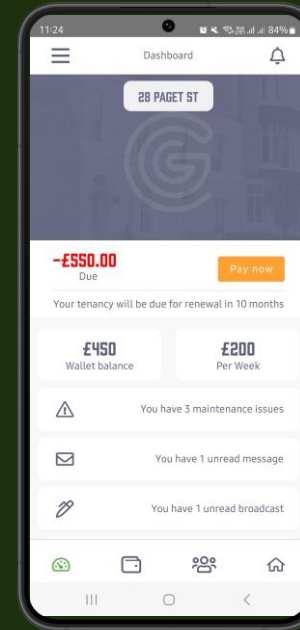 11:24 84%
Dashboard
28 PAGET ST
-£550.00
Due
Pay now
Your tenancy will be due for renewal in 10 months
£450
Wallet balance
£200
Per Week
You have 3 maintenance issues
You have 1 unread message
You have 1 unread broadcast